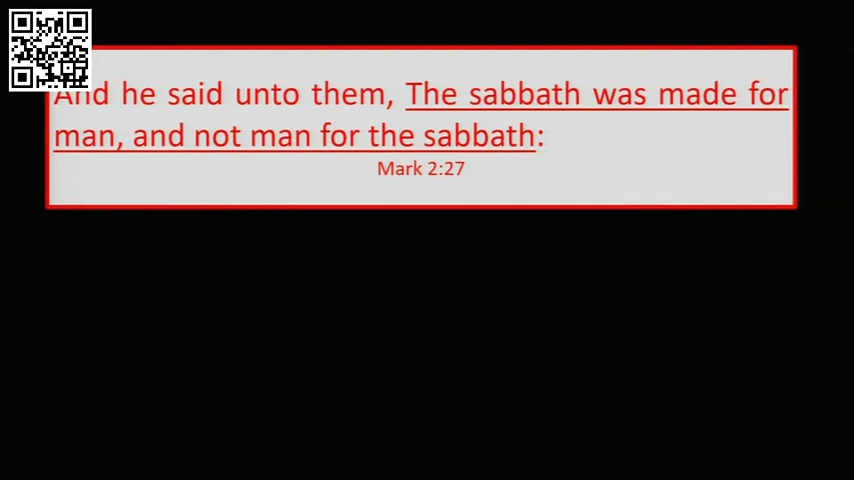 And he said unto them, The sabbath was made for
man, and not man for the sabbath:
Mark 2:27